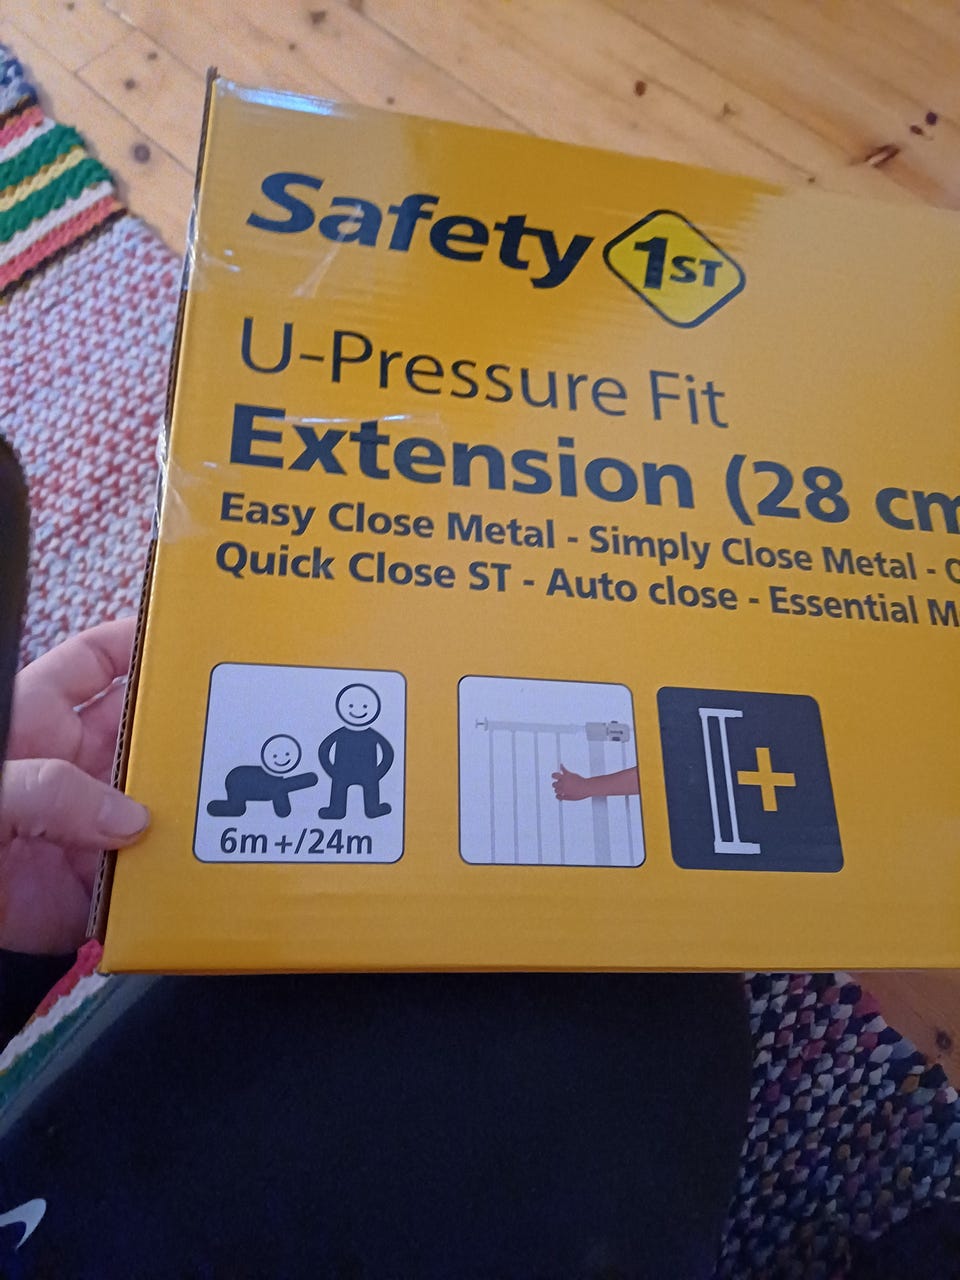 Safety 1ST
U-Pressure Fit
Extension (28 cm
Easy Close Metal - Simply Close Metal -
Quick Close ST - Auto close - Essential
6m+/24m